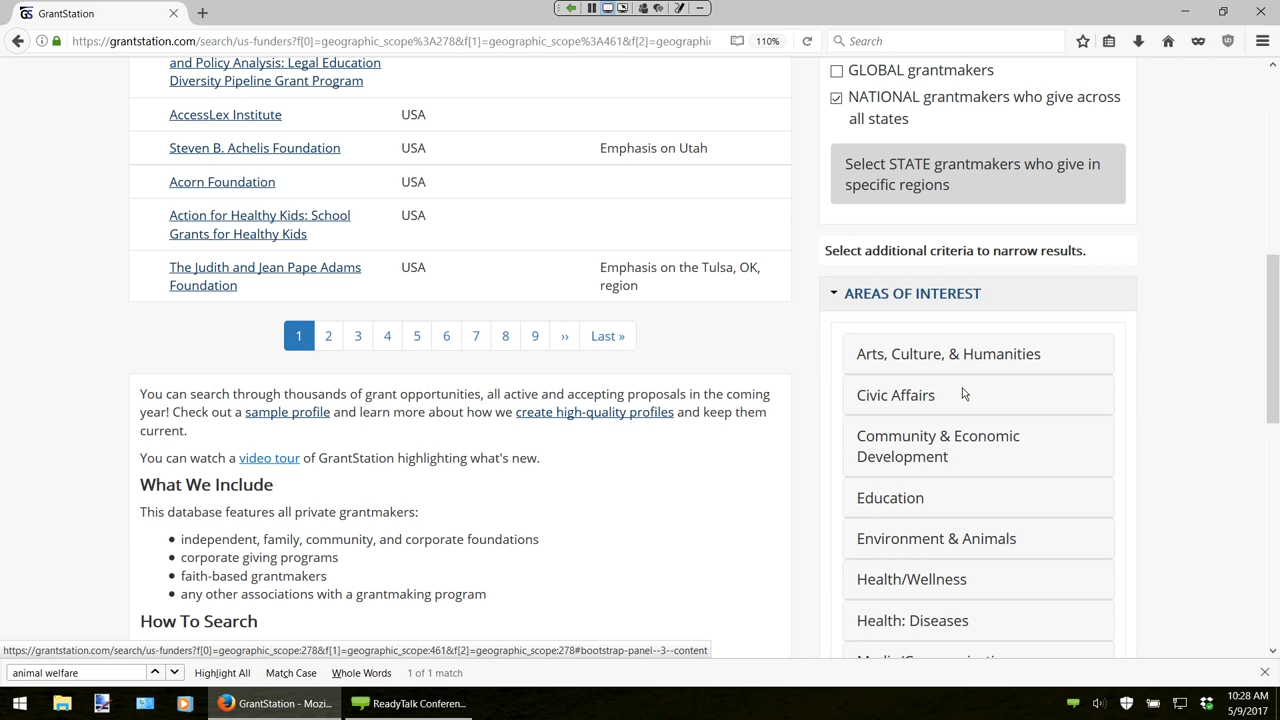 GrantStation
https://grantstation.com/search/us-funders?f[0]=geographic_scope%3A278&f[1]=geographic_scope%3A461&f[2]=geographic
110%
Search
and Policy Analysis: Legal Education
Diversity Pipeline Grant Program
AccessLex Institute USA
Steven B. Achelis Foundation USA Emphasis on Utah
Acorn Foundation USA
Action for Healthy Kids: School USA
Grants for Healthy Kids
The Judith and Jean Pape Adams USA Emphasis on the Tulsa, OK,
Foundation region
1 2 3 4 5 6 7 8 9 ›› Last »
You can search through thousands of grant opportunities, all active and accepting proposals in the coming
year! Check out a sample profile and learn more about how we create high-quality profiles and keep them
current.
You can watch a video tour of GrantStation highlighting what's new.
What We Include
This database features all private grantmakers:
• independent, family, community, and corporate foundations
• corporate giving programs
• faith-based grantmakers
• any other associations with a grantmaking program
How To Search
GLOBAL grantmakers
NATIONAL grantmakers who give across
all states
Select STATE grantmakers who give in
specific regions
Select additional criteria to narrow results.
AREAS OF INTEREST
Arts, Culture, & Humanities
Civic Affairs
Community & Economic
Development
Education
Environment & Animals
Health/Wellness
Health: Diseases
https://grantstation.com/search/us-funders?f[0]=geographic_scope:278&f[1]=geographic_scope:461&f[2]=geographic_scope:278#bootstrap-panel--3--content
animal welfare
Highlight All Match Case Whole Words 1 of 1 match
GrantStation - Mozi...
ReadyTalk Conferen...
10:28 AM
5/9/2017